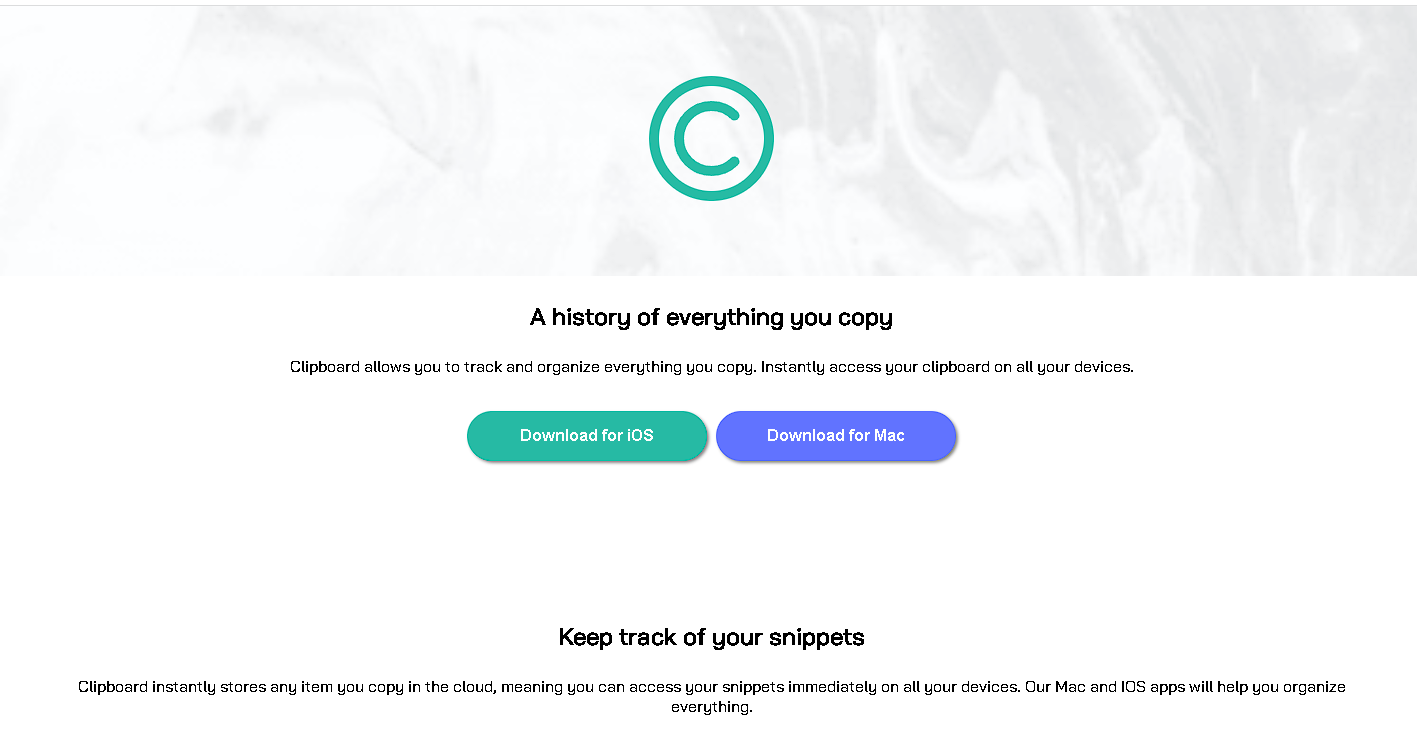 A history of everything you copy
Clipboard allows you to track and organize everything you copy. Instantly access your clipboard on all your devices.
Download for iOS
Download for Mac
Keep track of your snippets
Clipboard instantly stores any item you copy in the cloud, meaning you can access your snippets immediately on all your devices. Our Mac and IOS apps will help you organize
everything.